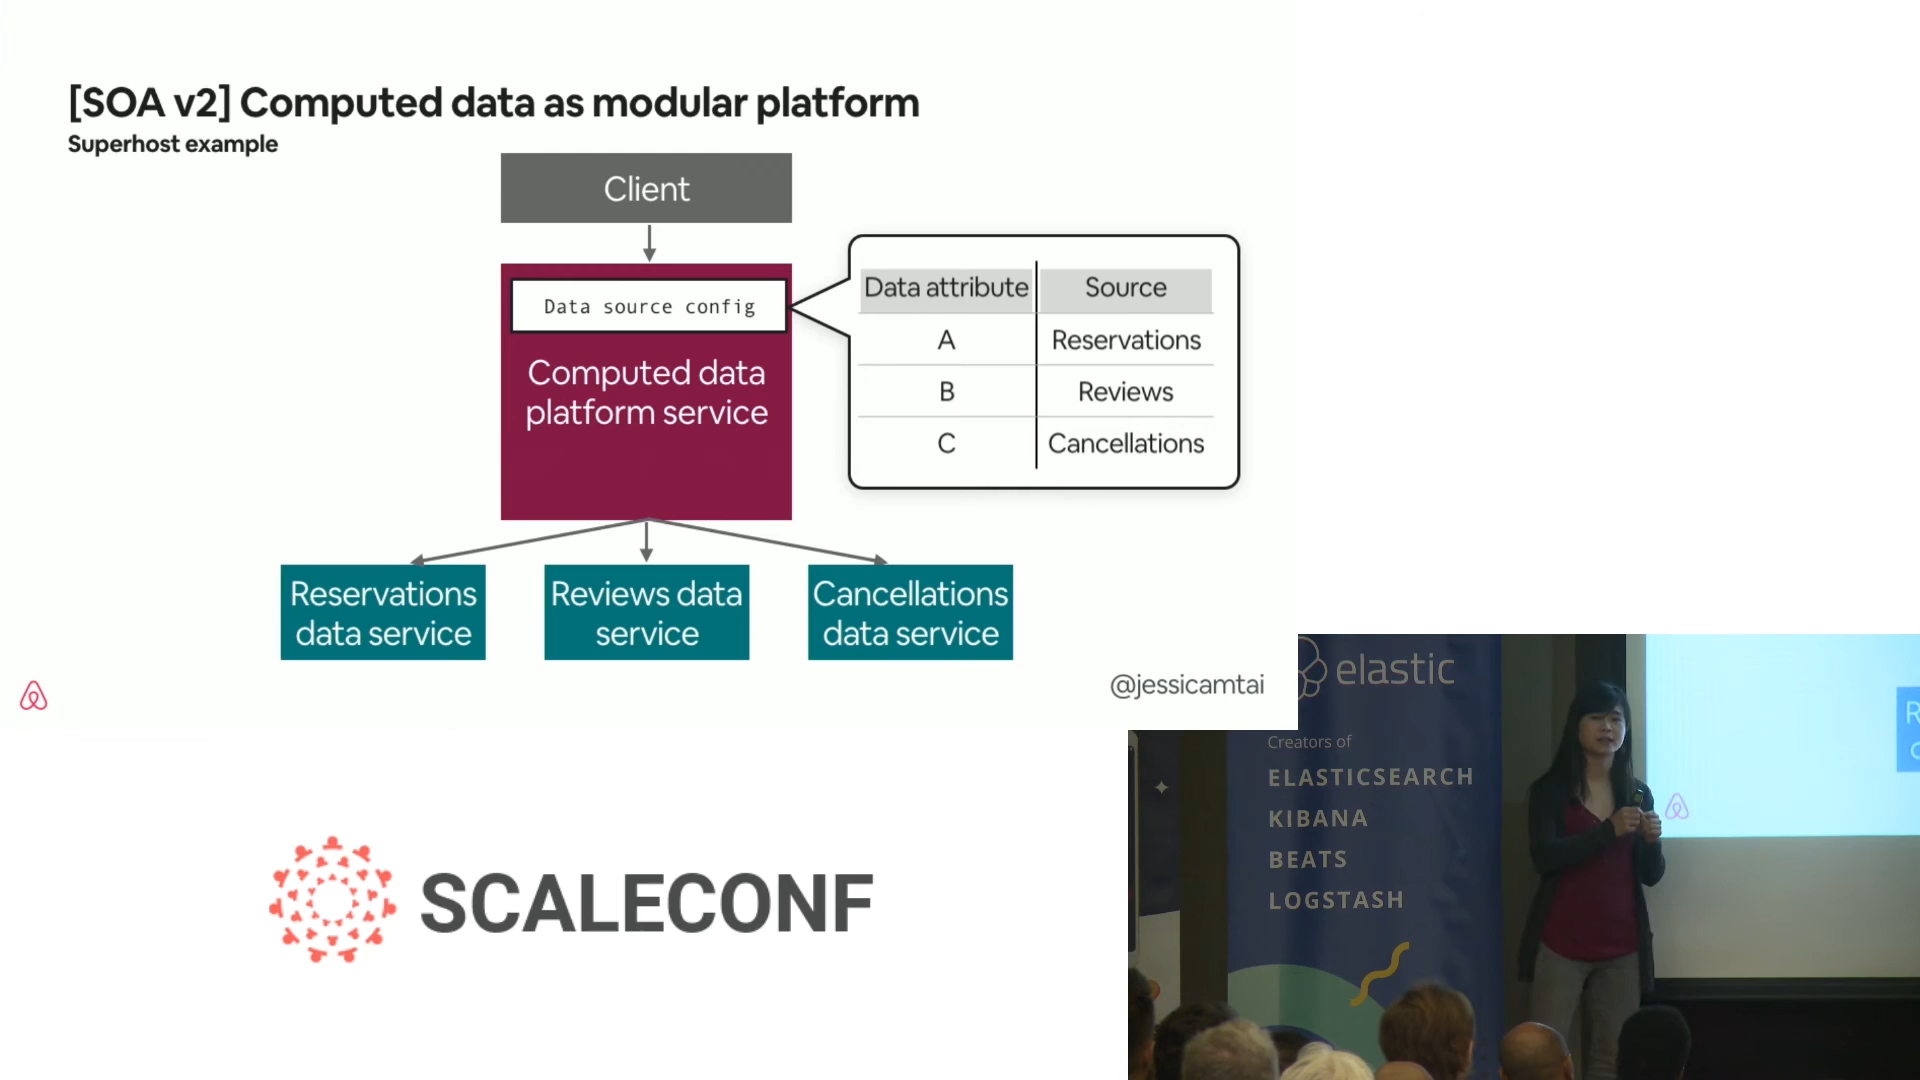 [SOA v2] Computed data as modular platform
Superhost example
Client
Data source config
Computed data
platform service
Data attribute Source
A Reservations
B Reviews
C Cancellations
Reservations
data service
Reviews data
service
Cancellations
data service
@jessicamtai
SCALECONF
elastic
Creators of
ELASTICSEARCH
KIBANA
BEATS
LOGSTASH